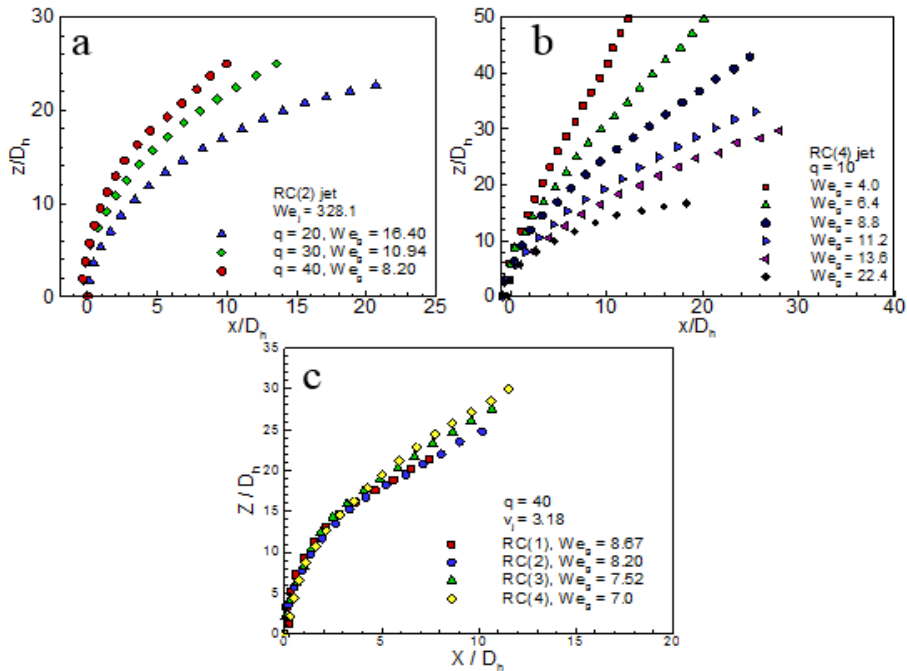 a
30
20
10
0
z/D_h
0
5
10
15
20
25
x/D_h
RC(2) jet
We_j = 328.1
q = 20, We_g = 16.40
q = 30, We_g = 10.94
q = 40, We_g = 8.20
b
50
40
30
20
10
0
z/D_h
0
10
20
30
40
x/D_h
RC(4) jet
q = 10
We_g = 4.0
We_g = 6.4
We_g = 8.8
We_g = 11.2
We_g = 13.6
We_g = 22.4
c
35
30
25
20
15
10
5
0
Z / D_h
0
5
10
15
20
X / D_h
q = 40
v_j = 3.18
RC(1), We_g = 8.67
RC(2), We_g = 8.20
RC(3), We_g = 7.52
RC(4), We_g = 7.0